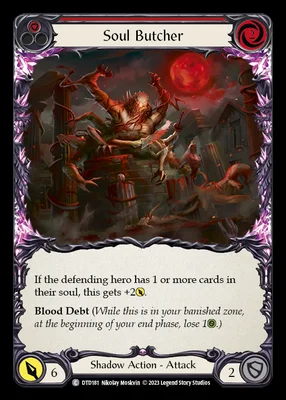 Soul Butcher
If the defending hero has 1 or more cards in
their soul, this gets +2
Blood Debt (While this is in your banished zone,
at the beginning of your end phase, lose 1.)
6
Shadow Action - Attack
2
C DTD181 Nikolay Moskvin © 2023 Legend Story Studios